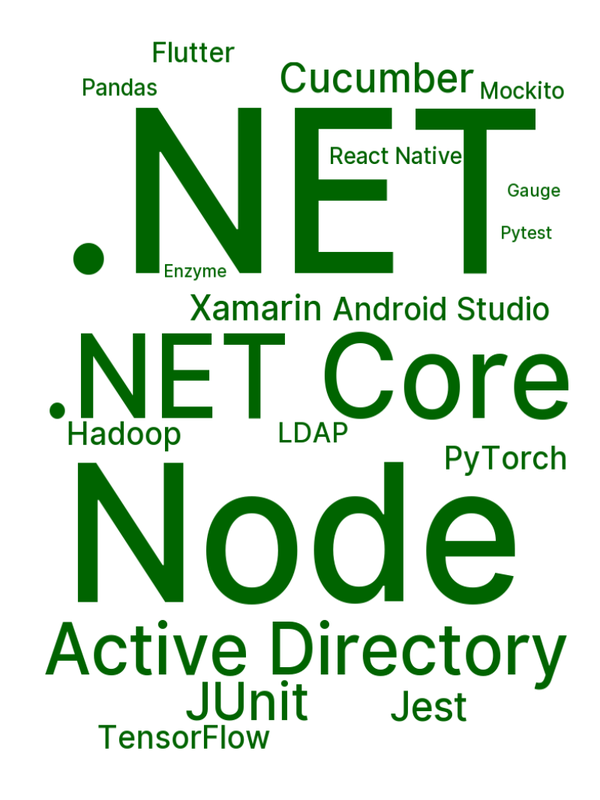 Flutter
Cucumber
Pandas
Mockito
.NET
React Native
Gauge
Pytest
Enzyme
Xamarin
Android Studio
.NET Core
Hadoop
LDAP
PyTorch
Node
Active Directory
JUnit
Jest
TensorFlow